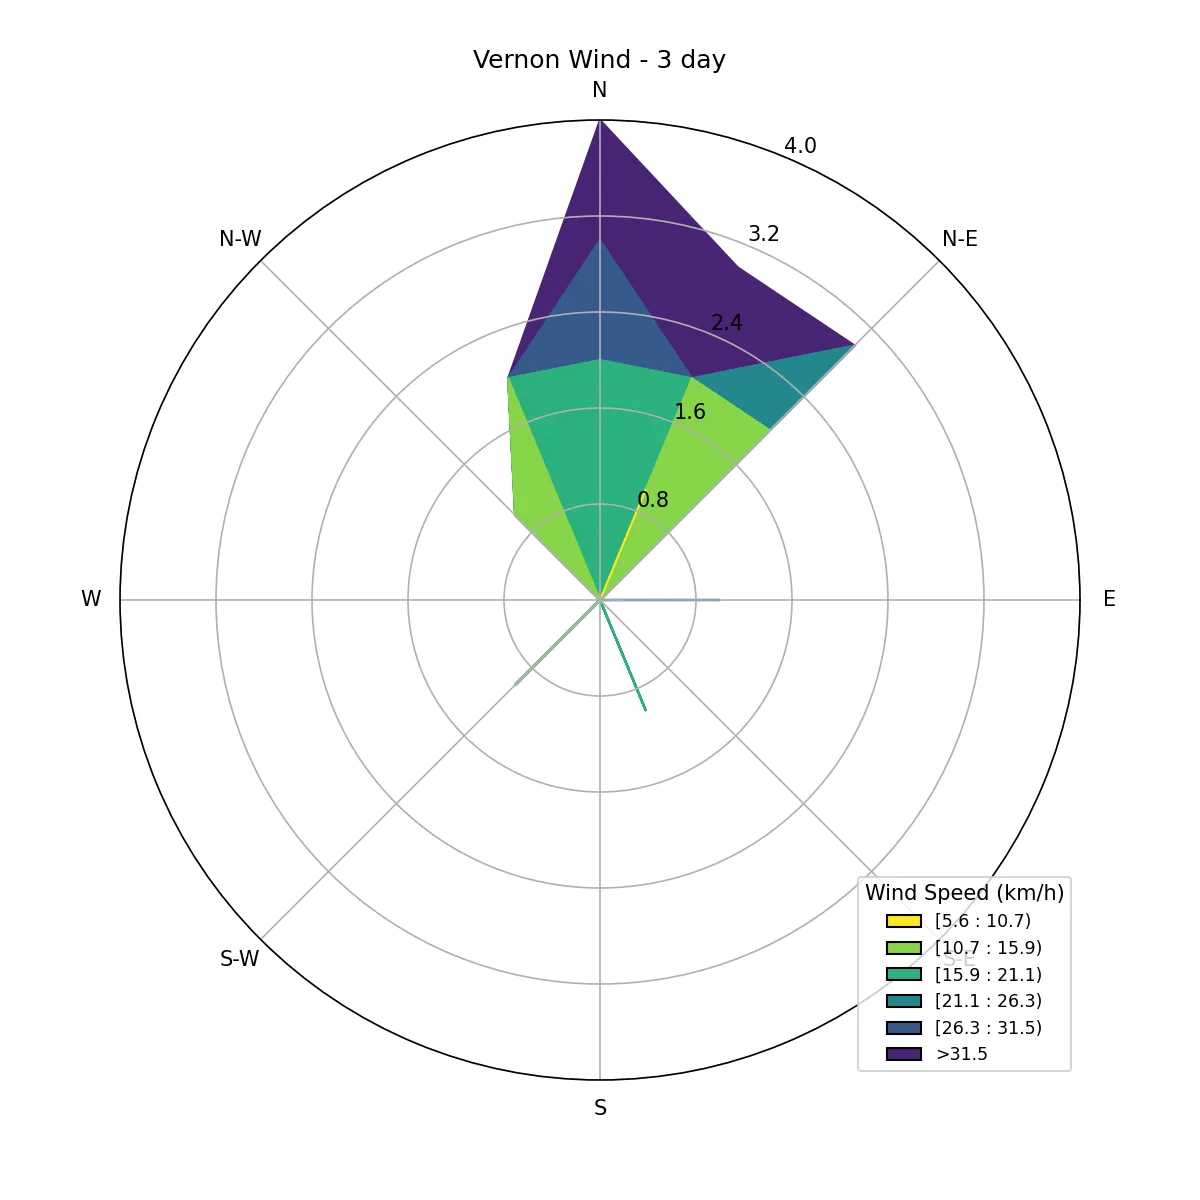 Vernon Wind - 3 day
N
4.0
N-W
3.2
N-E
2.4
1.6
0.8
W
E
Wind Speed (km/h)
[5.6 : 10.7)
[10.7 : 15.9)
S-W
S-E
[15.9 : 21.1)
[21.1 : 26.3)
[26.3 : 31.5)
>31.5
S